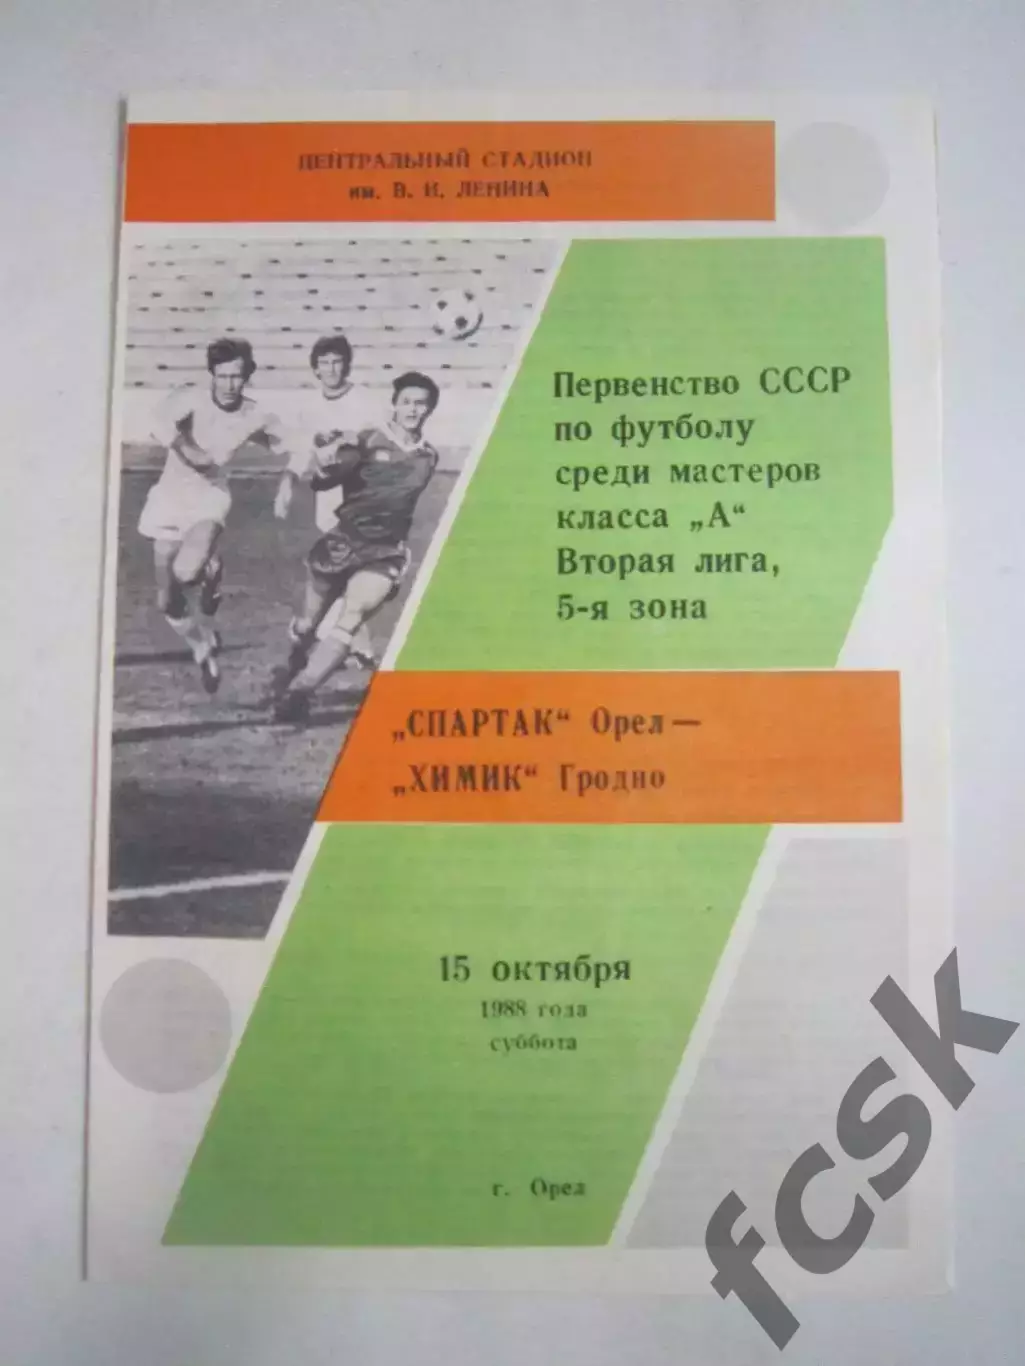 ЦЕНТРАЛЬНЫЙ СТАДИОН
им. В. И. ЛЕНИНА
Первенство СССР
по футболу
среди мастеров
класса „А“
Вторая лига,
5-я зона
„СПАРТАК“ Орел —
„ХИМИК“ Гродно
15 октября
1988 года
суббота
г. Орел
fcsk